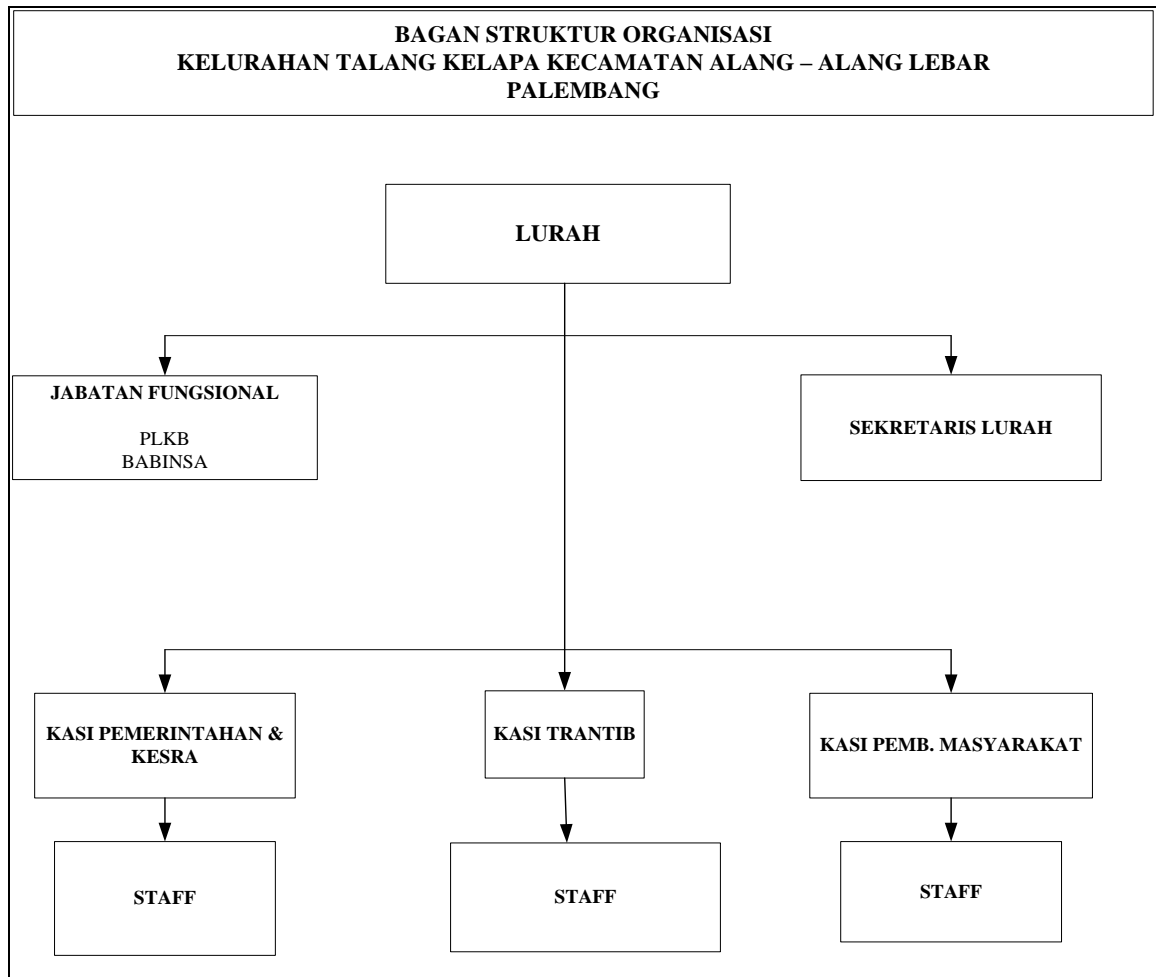 BAGAN STRUKTUR ORGANISASI
KELURAHAN TALANG KELAPA KECAMATAN ALANG – ALANG LEBAR
PALEMBANG
LURAH
JABATAN FUNGSIONAL
PLKB
BABINSA
SEKRETARIS LURAH
KASI PEMERINTAHAN &
KESRA
KASI TRANTIB
KASI PEMB. MASYARAKAT
STAFF
STAFF
STAFF